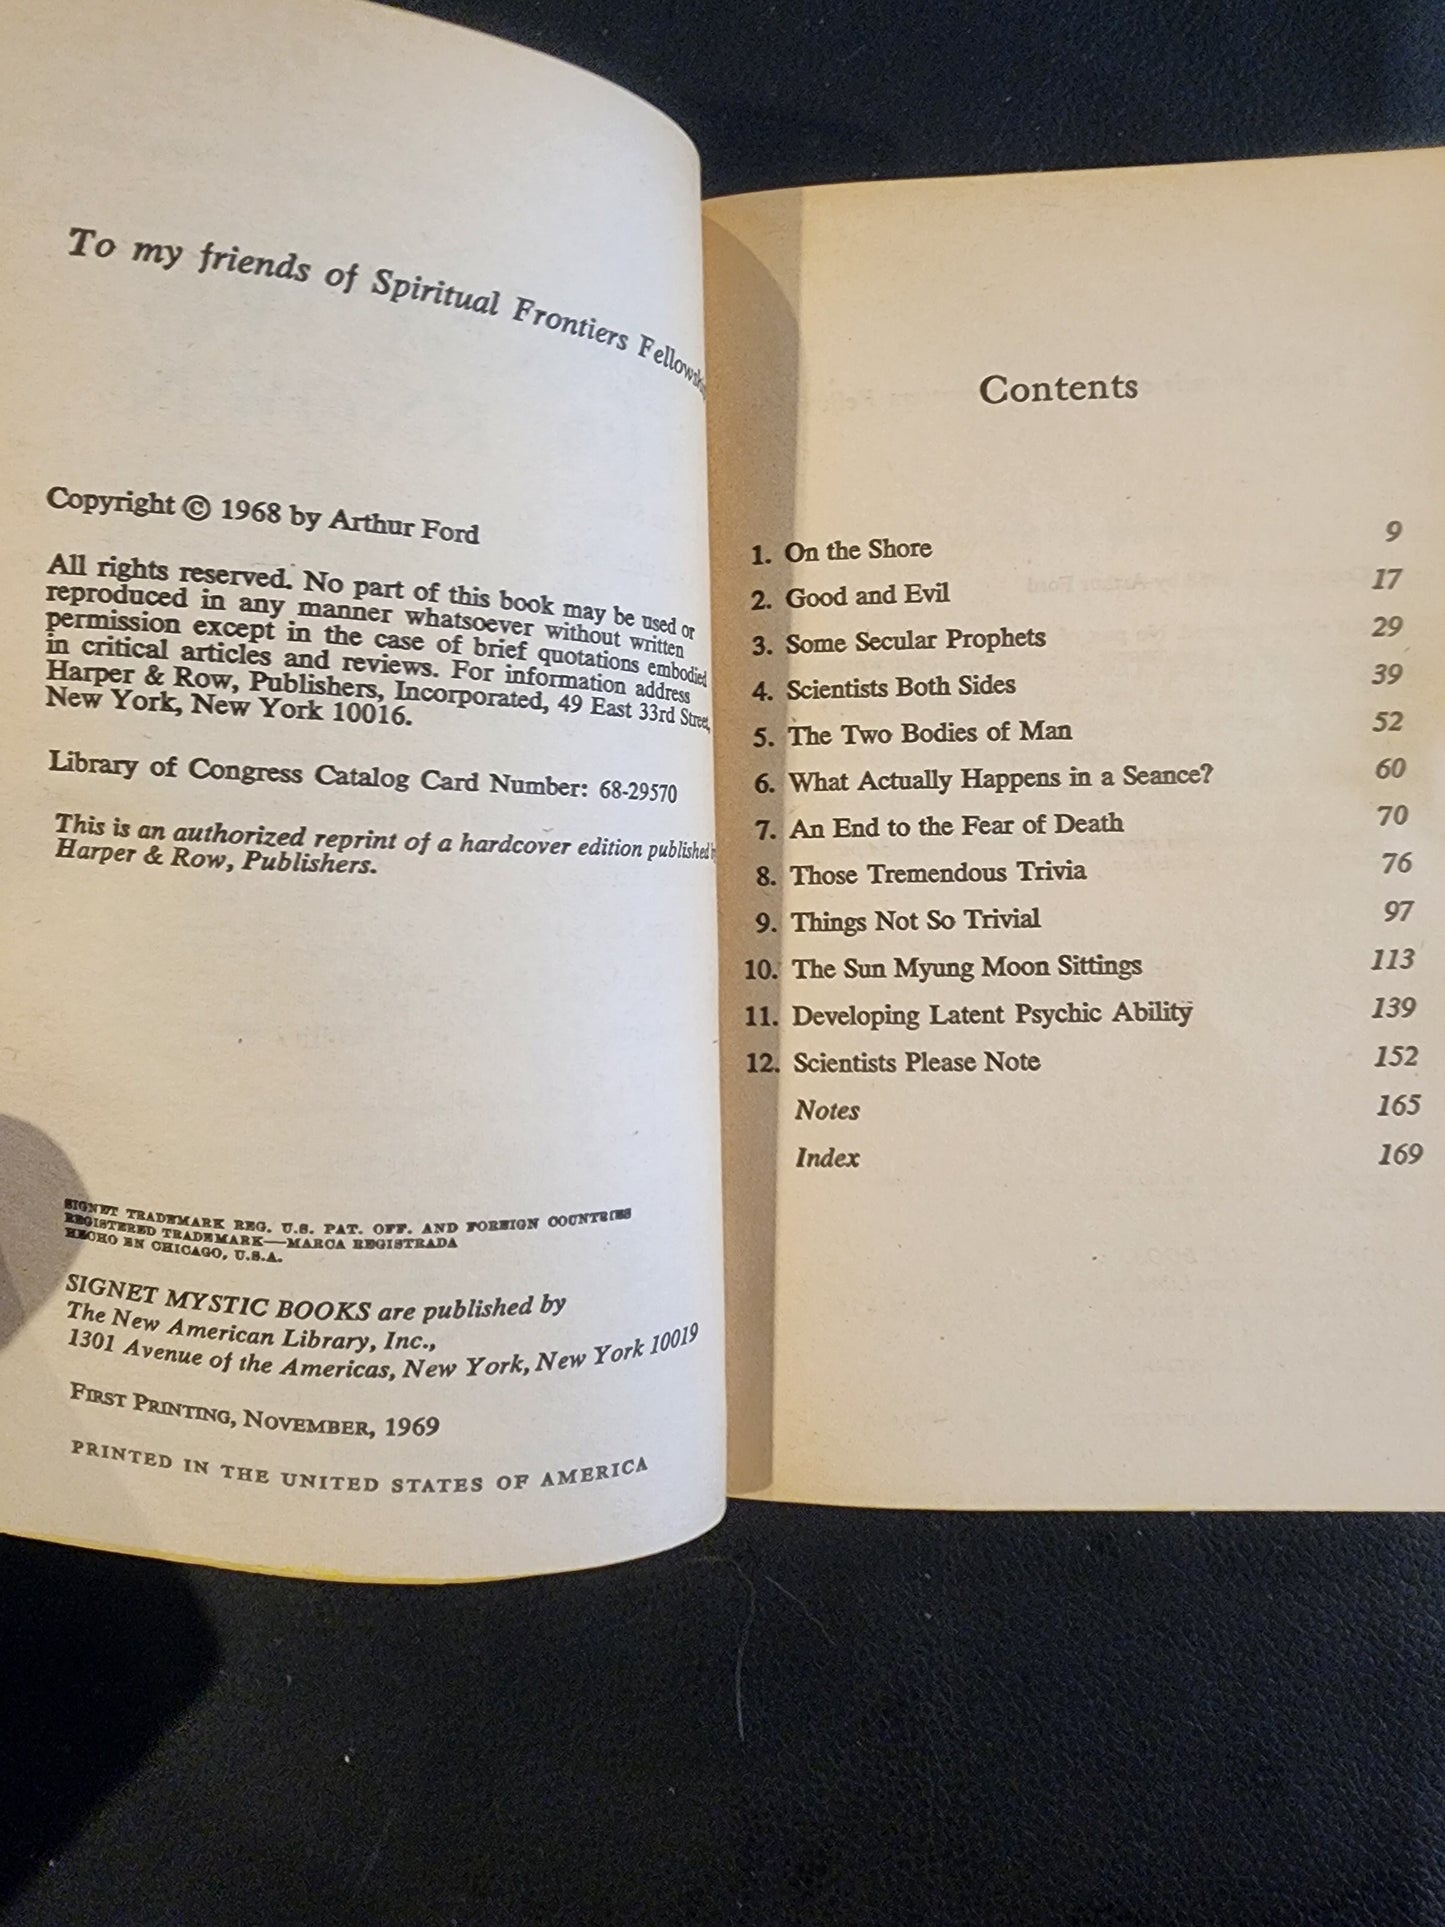 To my friends of Spiritual Frontiers
Copyright © 1968 by Arthur Ford
All rights reserved. No part of this book may be used or
reproduced in any manner whatsoever without written
permission except in the case of brief quotations embodied
in critical articles and reviews. For information address
Harper & Row, Publishers, Incorporated, 49 East 33rd Street,
New York, New York 10016.
Library of Congress Catalog Card Number: 68-29570
This is an authorized reprint of a hardcover edition published
Harper & Row, Publishers.
SIGNET TRADEMARK REG. U.S. PAT. OFF. AND FOREIGN COUNTRIES
REGISTERED TRADEMARK—MARCA REGISTRADA
HECHO EN CHICAGO, U.S.A.
SIGNET MYSTIC BOOKS are published by
The New American Library, Inc.,
1301 Avenue of the Americas, New York, New York 10019
FIRST PRINTING, NOVEMBER, 1969
PRINTED IN THE UNITED STATES OF AMERICA
Contents
1. On the Shore 9
2. Good and Evil 17
3. Some Secular Prophets 29
4. Scientists Both Sides 39
5. The Two Bodies of Man 52
6. What Actually Happens in a Seance? 60
7. An End to the Fear of Death 70
8. Those Tremendous Trivia 76
9. Things Not So Trivial 97
10. The Sun Myung Moon Sittings 113
11. Developing Latent Psychic Ability 139
12. Scientists Please Note 152
Notes 165
Index 169